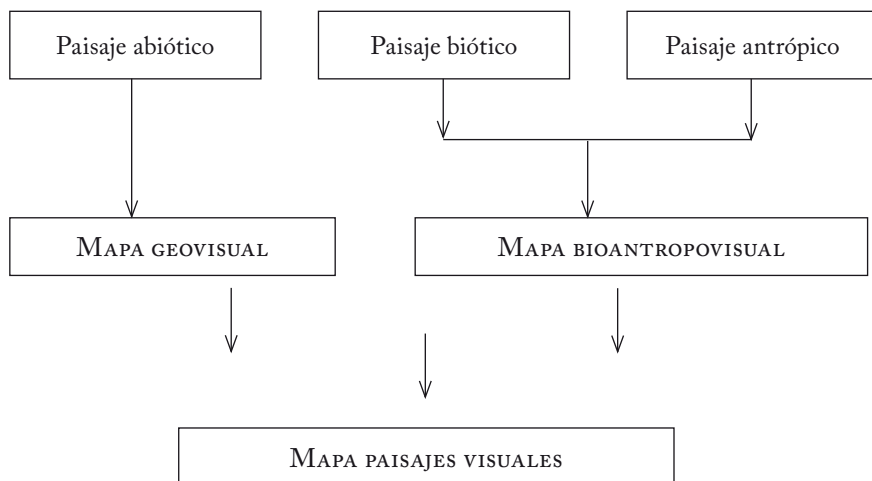 Paisaje abiótico
Paisaje biótico
Paisaje antrópico
MAPA GEOVISUAL
MAPA BIOANTROPOVISUAL
MAPA PAISAJES VISUALES